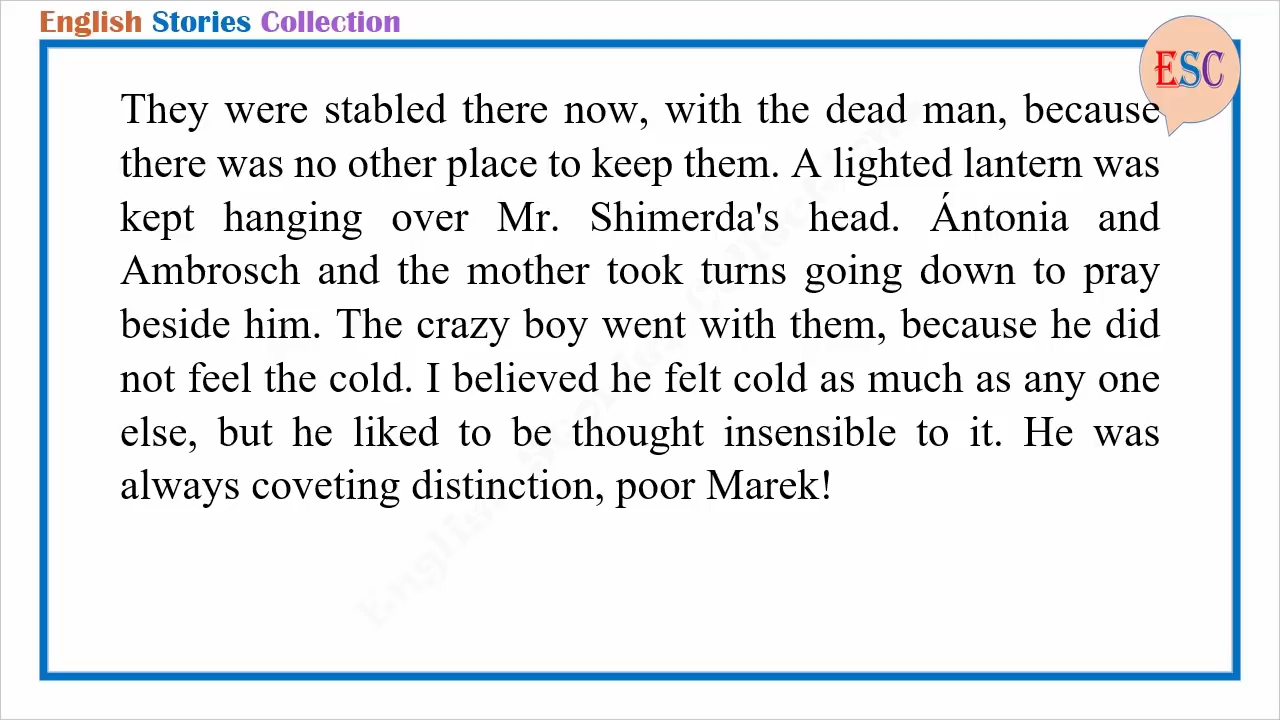 English Stories Collection
ESC
They were stabled there now, with the dead man, because
there was no other place to keep them. A lighted lantern was
kept hanging over Mr. Shimerda's head. Ántonia and
Ambrosch and the mother took turns going down to pray
beside him. The crazy boy went with them, because he did
not feel the cold. I believed he felt cold as much as any one
else, but he liked to be thought insensible to it. He was
always coveting distinction, poor Marek!
English Stories Collections